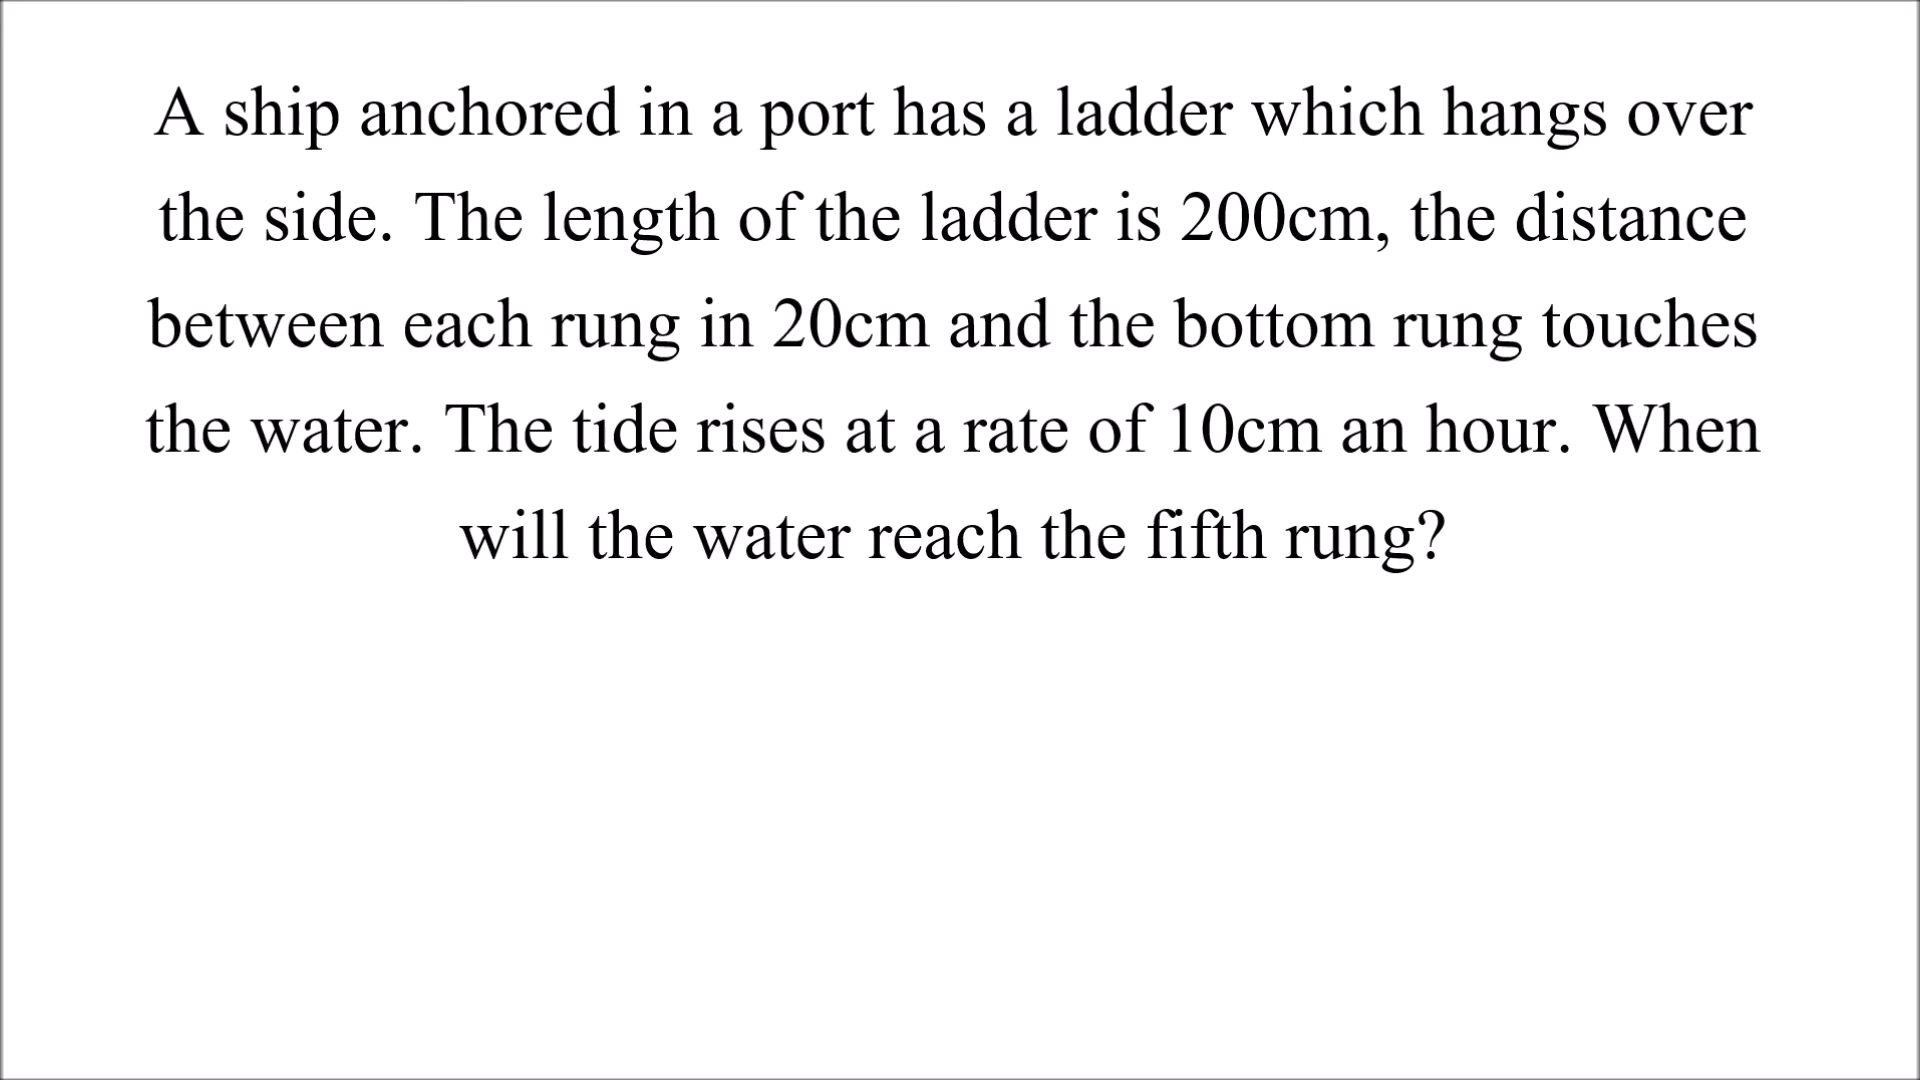 A ship anchored in a port has a ladder which hangs over
the side. The length of the ladder is 200cm, the distance
between each rung in 20cm and the bottom rung touches
the water. The tide rises at a rate of 10cm an hour. When
will the water reach the fifth rung?